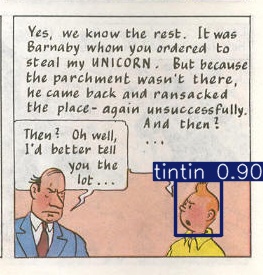 Yes, we know the rest. It was
Barnaby whom you ordered to
steal my UNICORN. But because
the parchment wasn't there,
he came back and ransacked
the place - again unsuccessfully.
And then?
...
Then? Oh well,
I'd better tell
you the
lot...
tintin 0.90